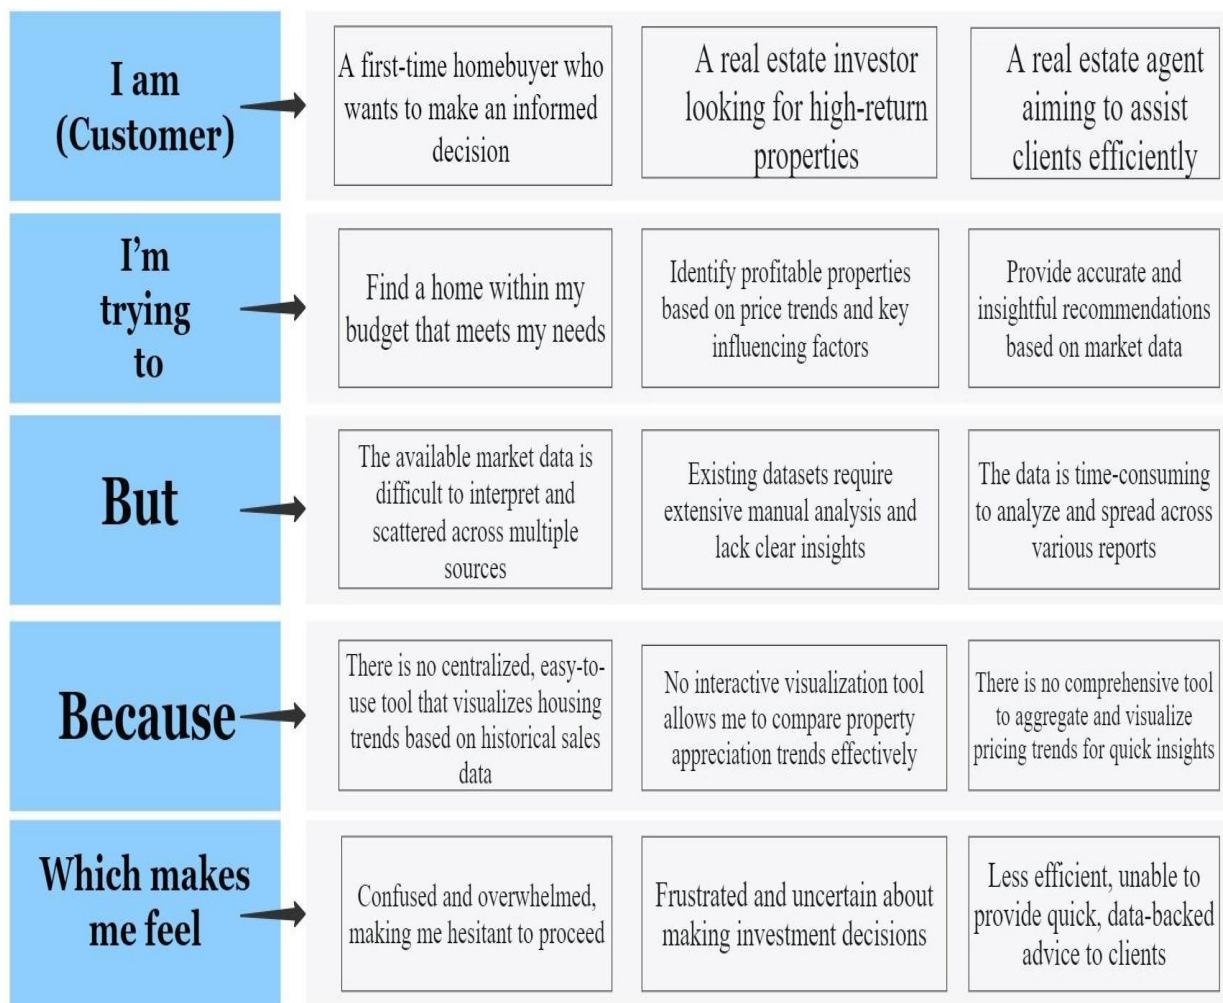 I am
(Customer)
A first-time homebuyer who
wants to make an informed
decision
A real estate investor
looking for high-return
properties
A real estate agent
aiming to assist
clients efficiently
I’m
trying
to
Find a home within my
budget that meets my needs
Identify profitable properties
based on price trends and key
influencing factors
Provide accurate and
insightful recommendations
based on market data
But
The available market data is
difficult to interpret and
scattered across multiple
sources
Existing datasets require
extensive manual analysis and
lack clear insights
The data is time-consuming
to analyze and spread across
various reports
Because
There is no centralized, easy-to-
use tool that visualizes housing
trends based on historical sales
data
No interactive visualization tool
allows me to compare property
appreciation trends effectively
There is no comprehensive tool
to aggregate and visualize
pricing trends for quick insights
Which makes
me feel
Confused and overwhelmed,
making me hesitant to proceed
Frustrated and uncertain about
making investment decisions
Less efficient, unable to
provide quick, data-backed
advice to clients